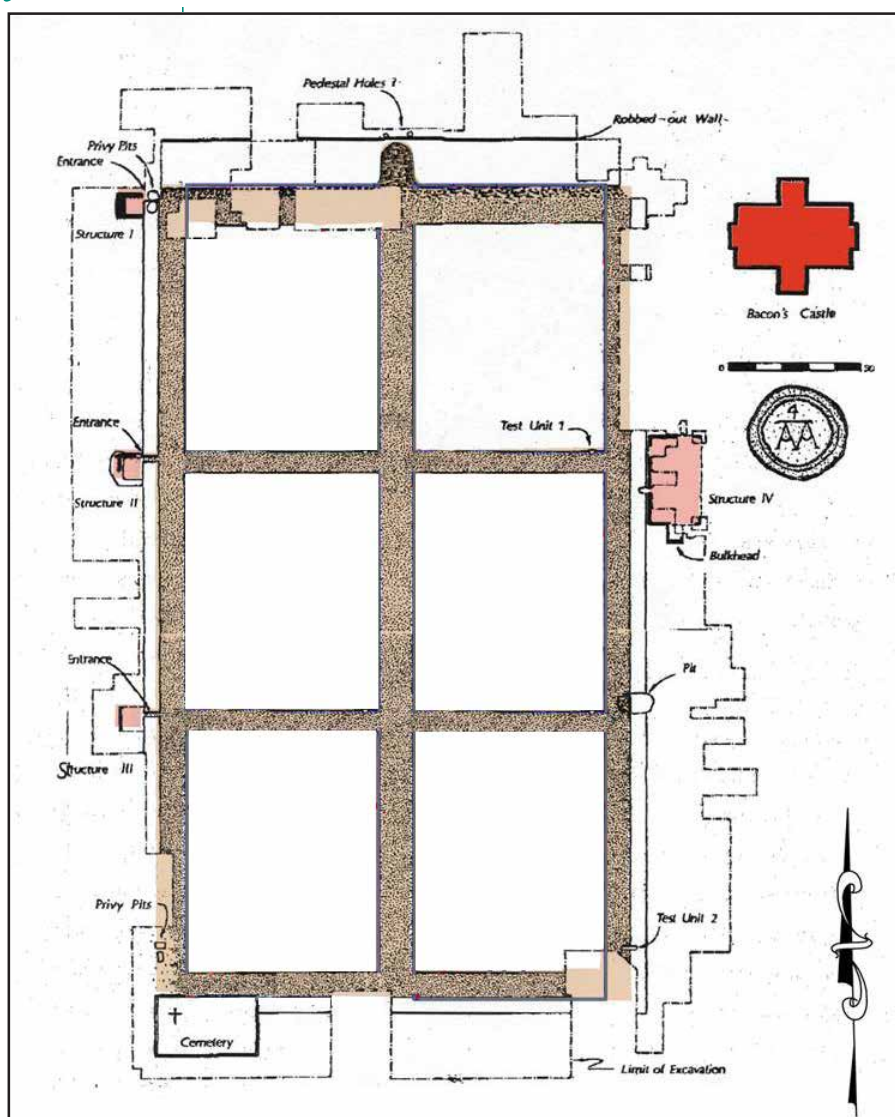 Pedestal Holes ?
Robbed-out Wall
Privy Pits
Entrance
Structure I
Bacon's Castle
0
50
4
Entrance
Test Unit 1
Structure II
Structure IV
Bulkhead
Entrance
Pit
Structure III
Privy Pits
Test Unit 2
Cemetery
Limit of Excavation